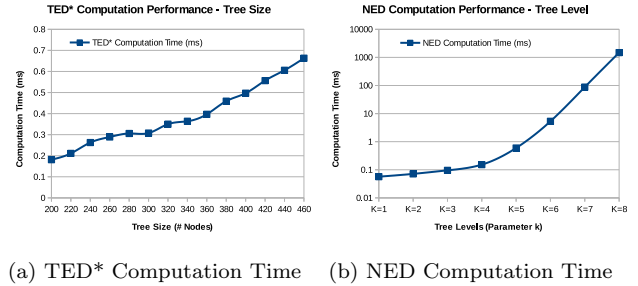 TED* Computation Performance - Tree Size
TED* Computation Time (ms)
Computation Time (ms)
0.8
0.7
0.6
0.5
0.4
0.3
0.2
0.1
0
200 220 240 260 280 300 320 340 360 380 400 420 440 460
Tree Size (# Nodes)
NED Computation Performance - Tree Level
NED Computation Time (ms)
Computation Time (ms)
10000
1000
100
10
1
0.1
0.01
K=1 K=2 K=3 K=4 K=5 K=6 K=7 K=8
Tree Levels (Parameter k)
(a) TED* Computation Time
(b) NED Computation Time